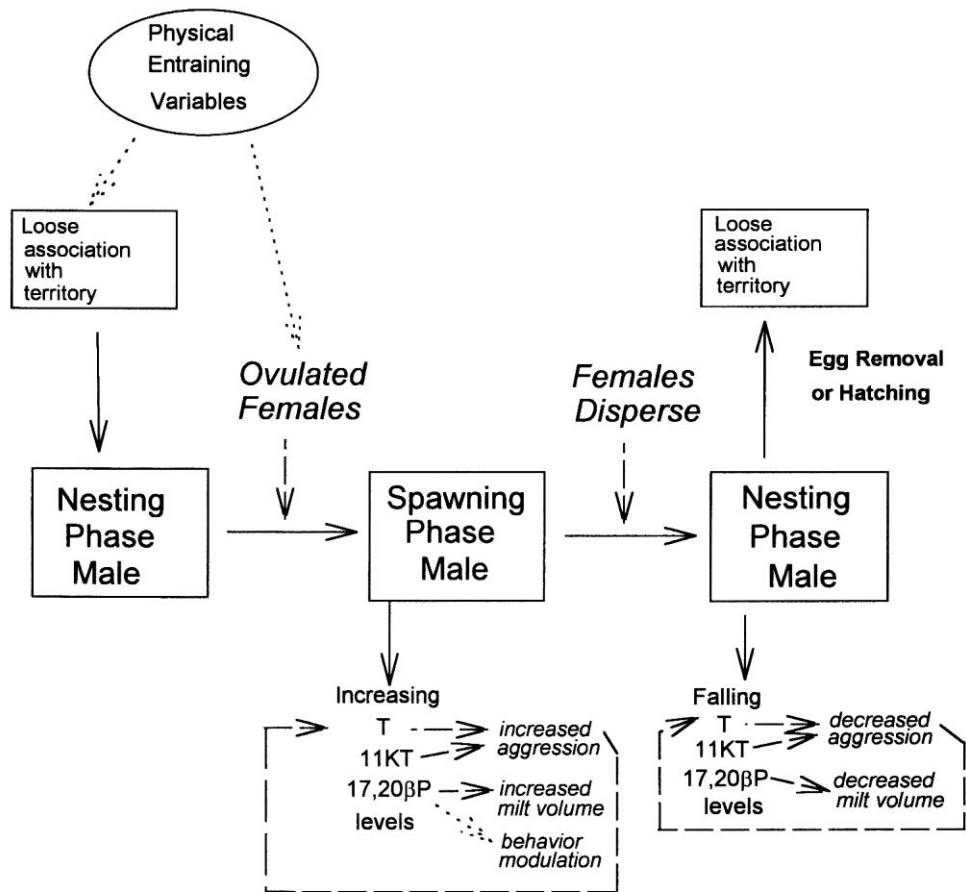 Physical
Entraining
Variables
Loose
association
with
territory
Loose
association
with
territory
Egg Removal
or Hatching
Ovulated
Females
Females
Disperse
Nesting
Phase
Male
Spawning
Phase
Male
Nesting
Phase
Male
Increasing
T
11KT
17,20βP
levels
increased
aggression
increased
milt volume
behavior
modulation
Falling
T
11KT
17,20βP
levels
decreased
aggression
decreased
milt volume